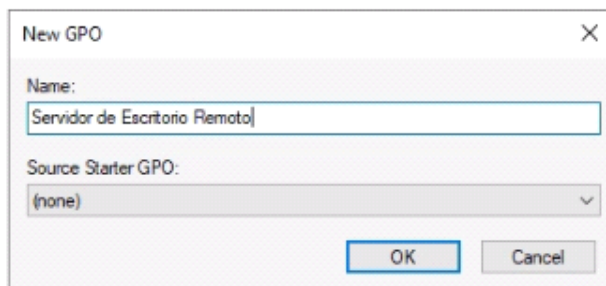 New GPO
Name:
Servidor de Escritorio Remoto
Source Starter GPO:
(none)
OK Cancel